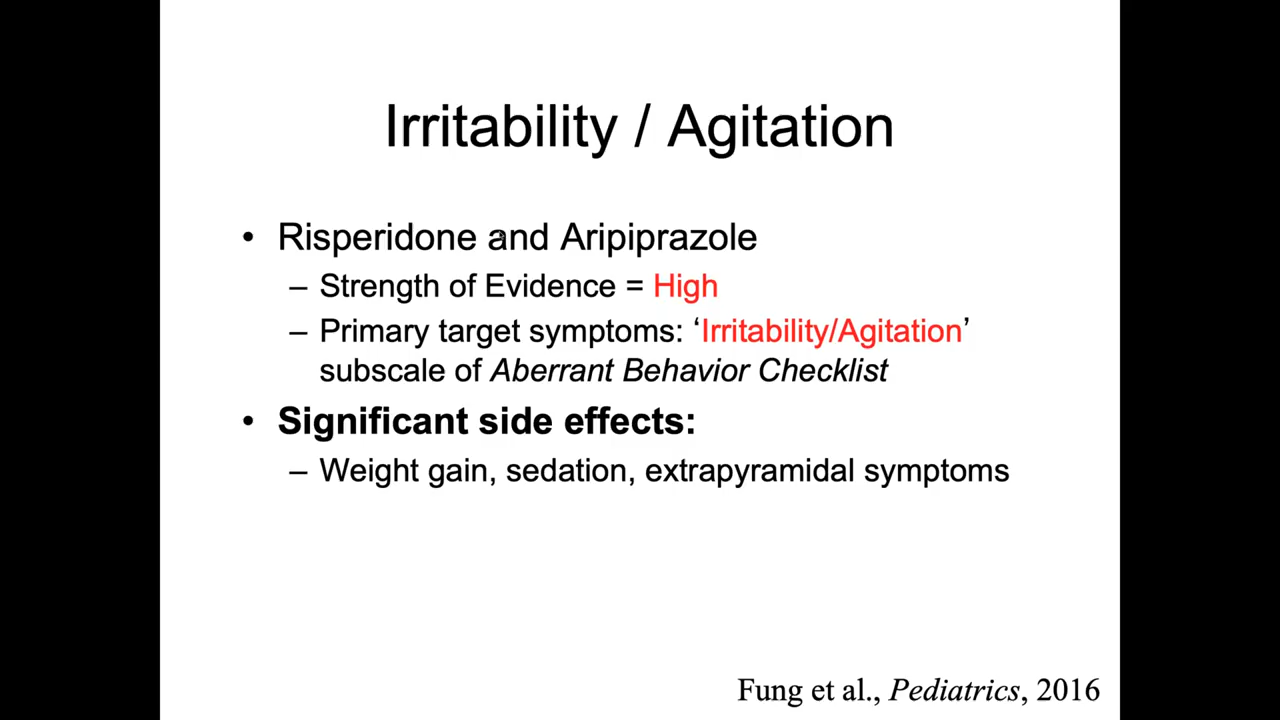 Irritability / Agitation
• Risperidone and Aripiprazole
– Strength of Evidence = High
– Primary target symptoms: ‘Irritability/Agitation’
subscale of Aberrant Behavior Checklist
• Significant side effects:
– Weight gain, sedation, extrapyramidal symptoms
Fung et al., Pediatrics, 2016